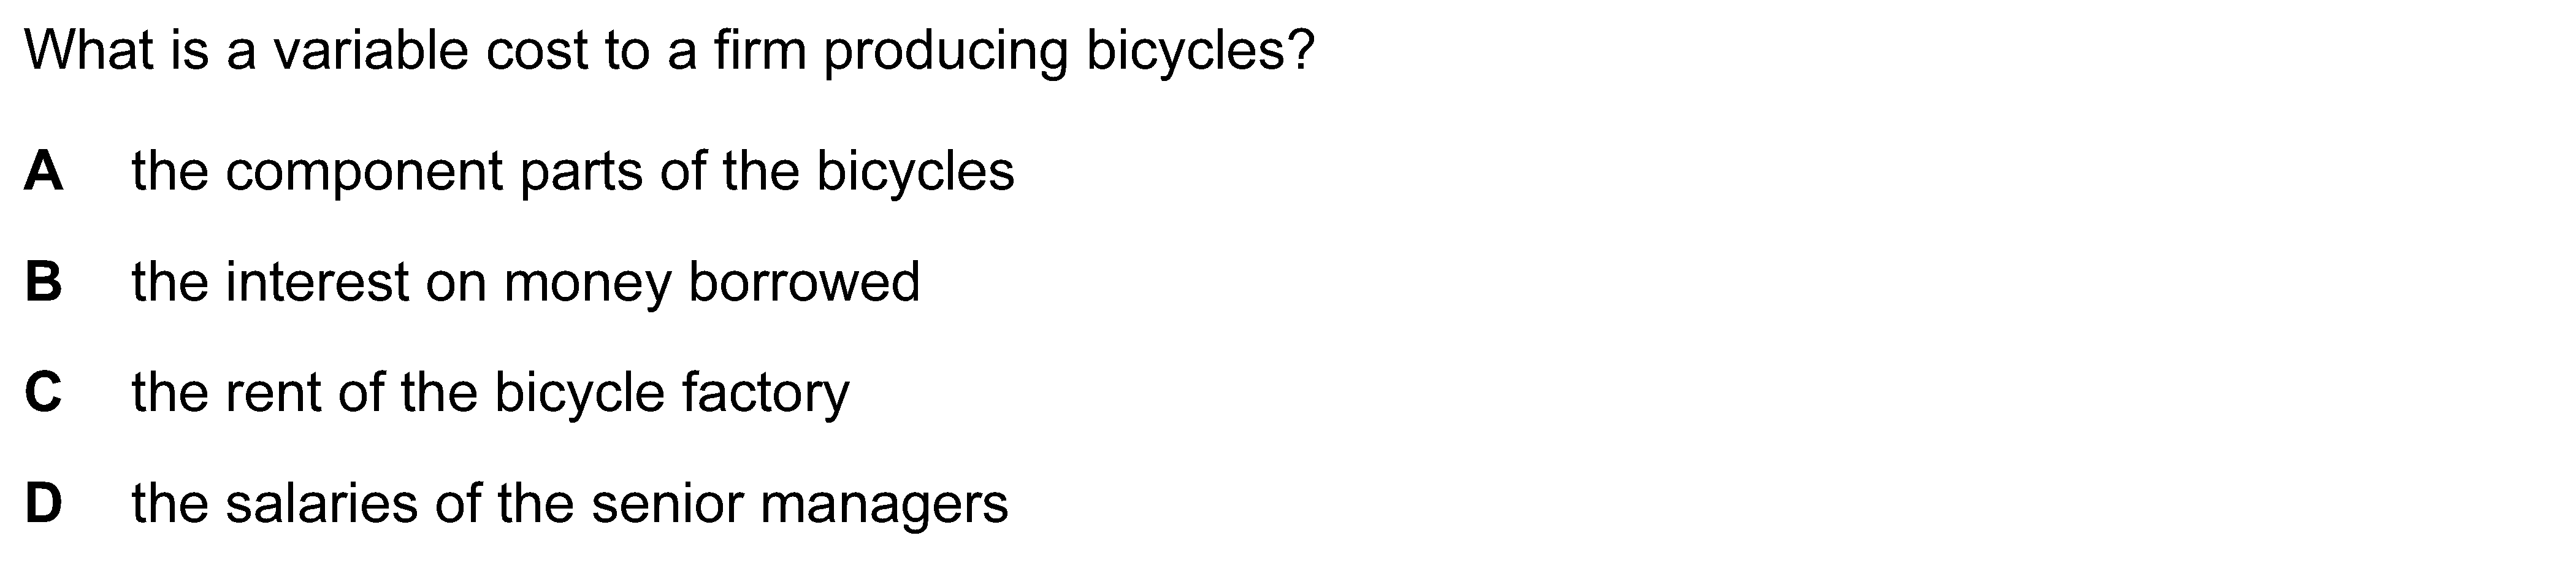 What is a variable cost to a firm producing bicycles?
A the component parts of the bicycles
B the interest on money borrowed
C the rent of the bicycle factory
D the salaries of the senior managers